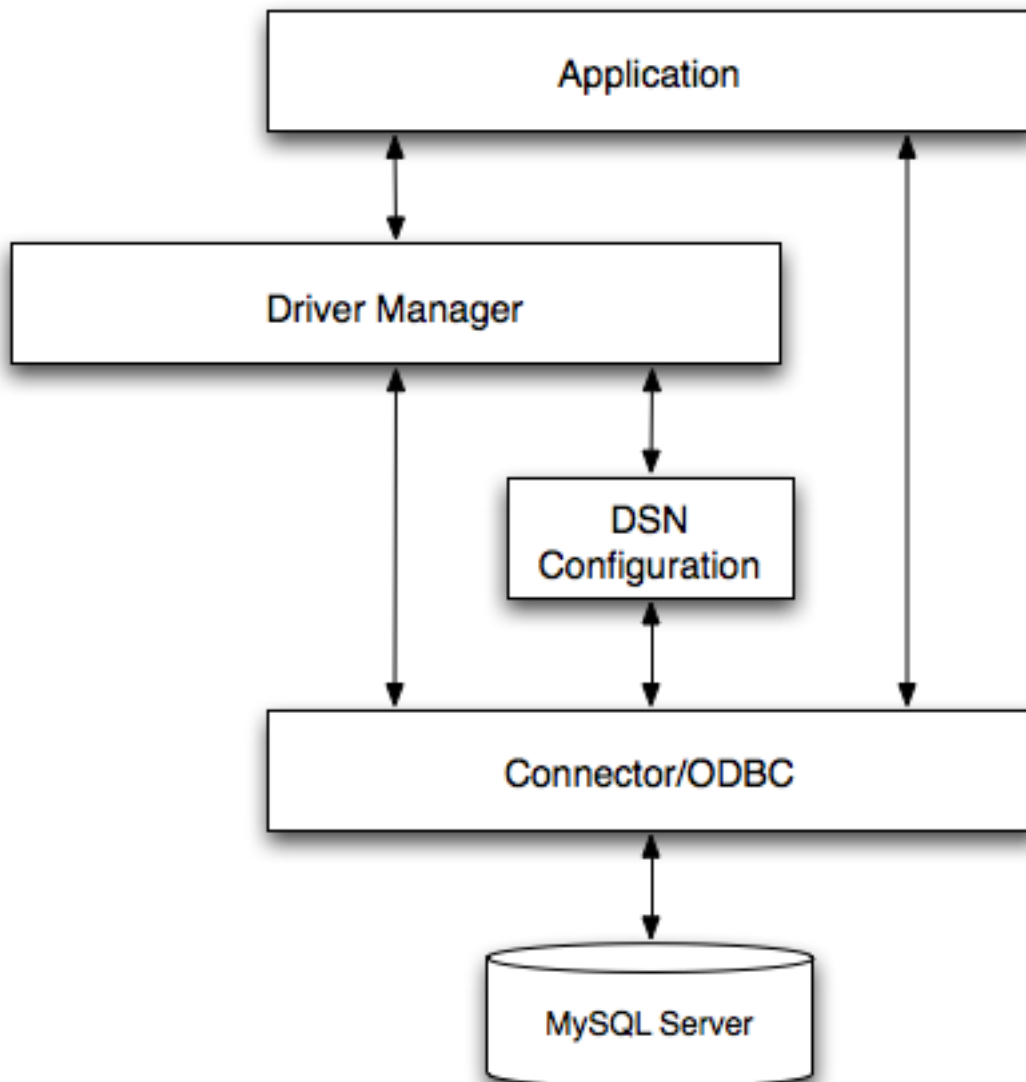 Application
Driver Manager
DSN
Configuration
Connector/ODBC
MySQL Server